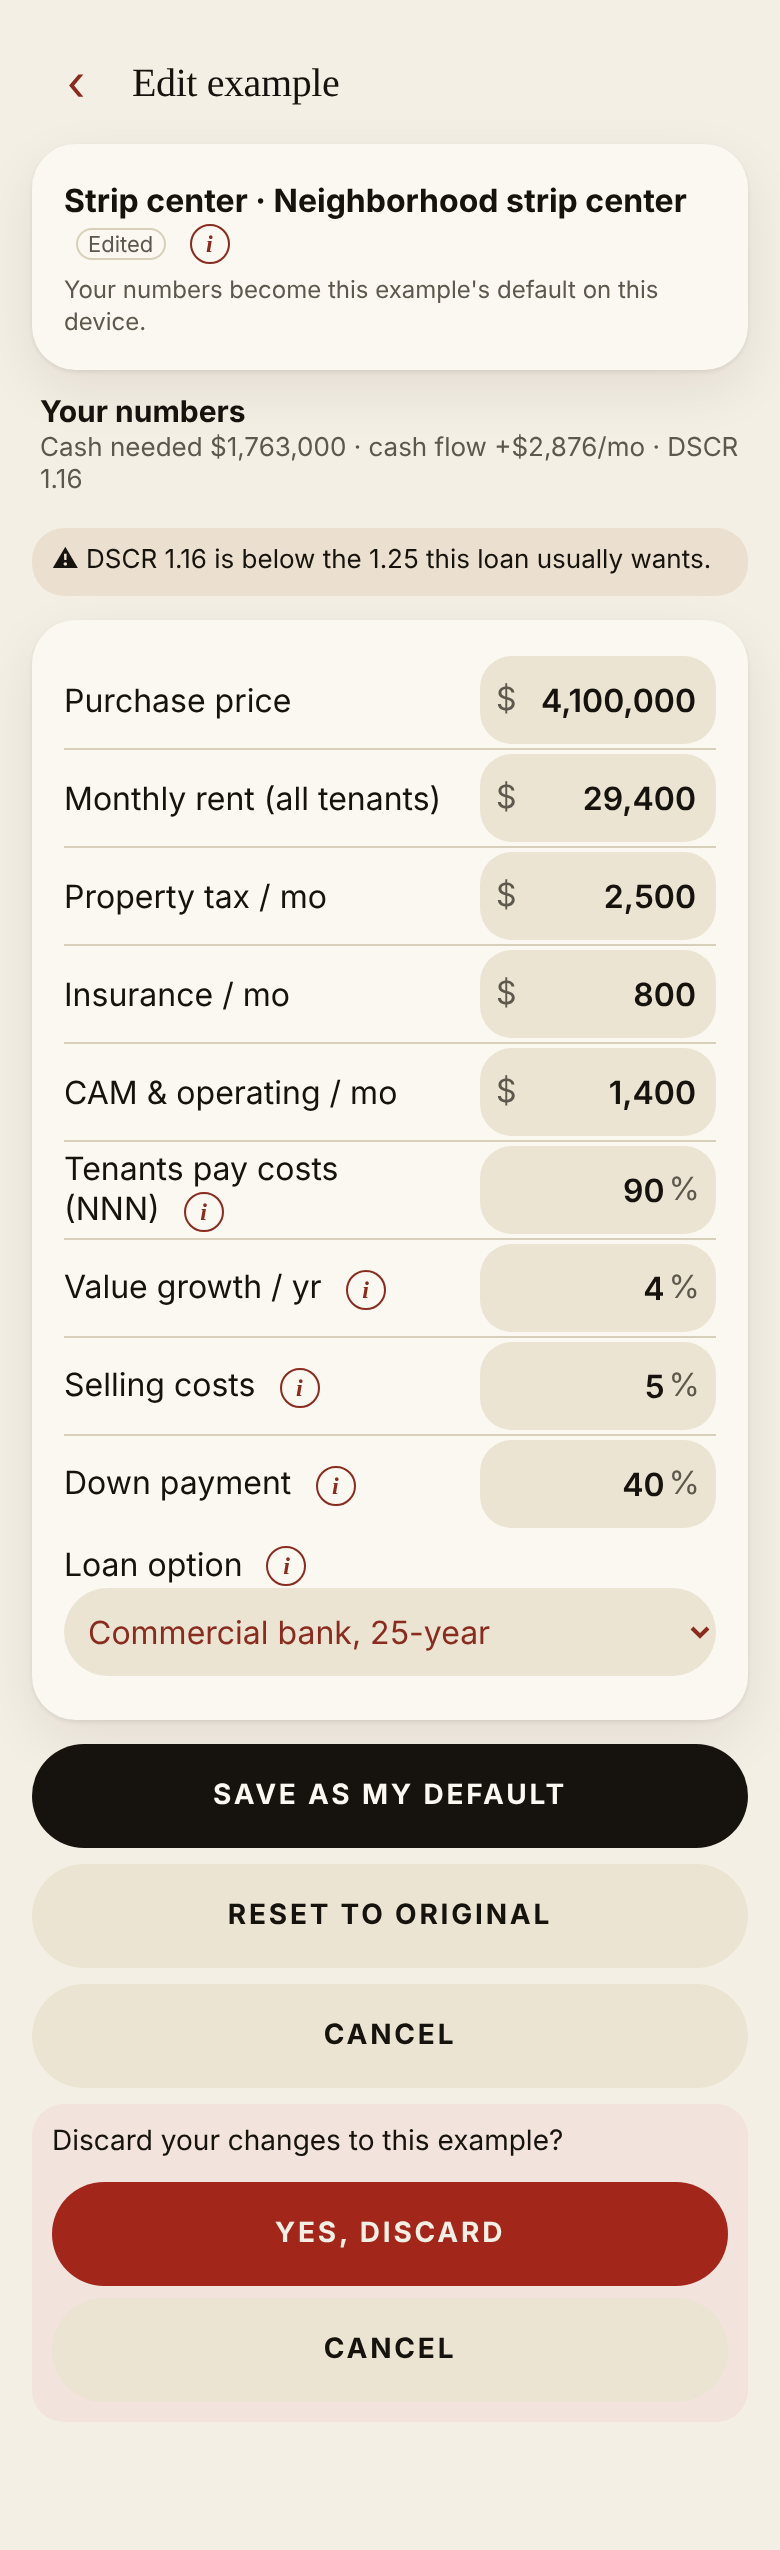 ‹ Edit example
Strip center · Neighborhood strip center
Edited i
Your numbers become this example's default on this
device.
Your numbers
Cash needed $1,763,000 · cash flow +$2,876/mo · DSCR
1.16
⚠ DSCR 1.16 is below the 1.25 this loan usually wants.
Purchase price $ 4,100,000
Monthly rent (all tenants) $ 29,400
Property tax / mo $ 2,500
Insurance / mo $ 800
CAM & operating / mo $ 1,400
Tenants pay costs
(NNN) i 90 %
Value growth / yr i 4 %
Selling costs i 5 %
Down payment i 40 %
Loan option i
Commercial bank, 25-year
SAVE AS MY DEFAULT
RESET TO ORIGINAL
CANCEL
Discard your changes to this example?
YES, DISCARD
CANCEL